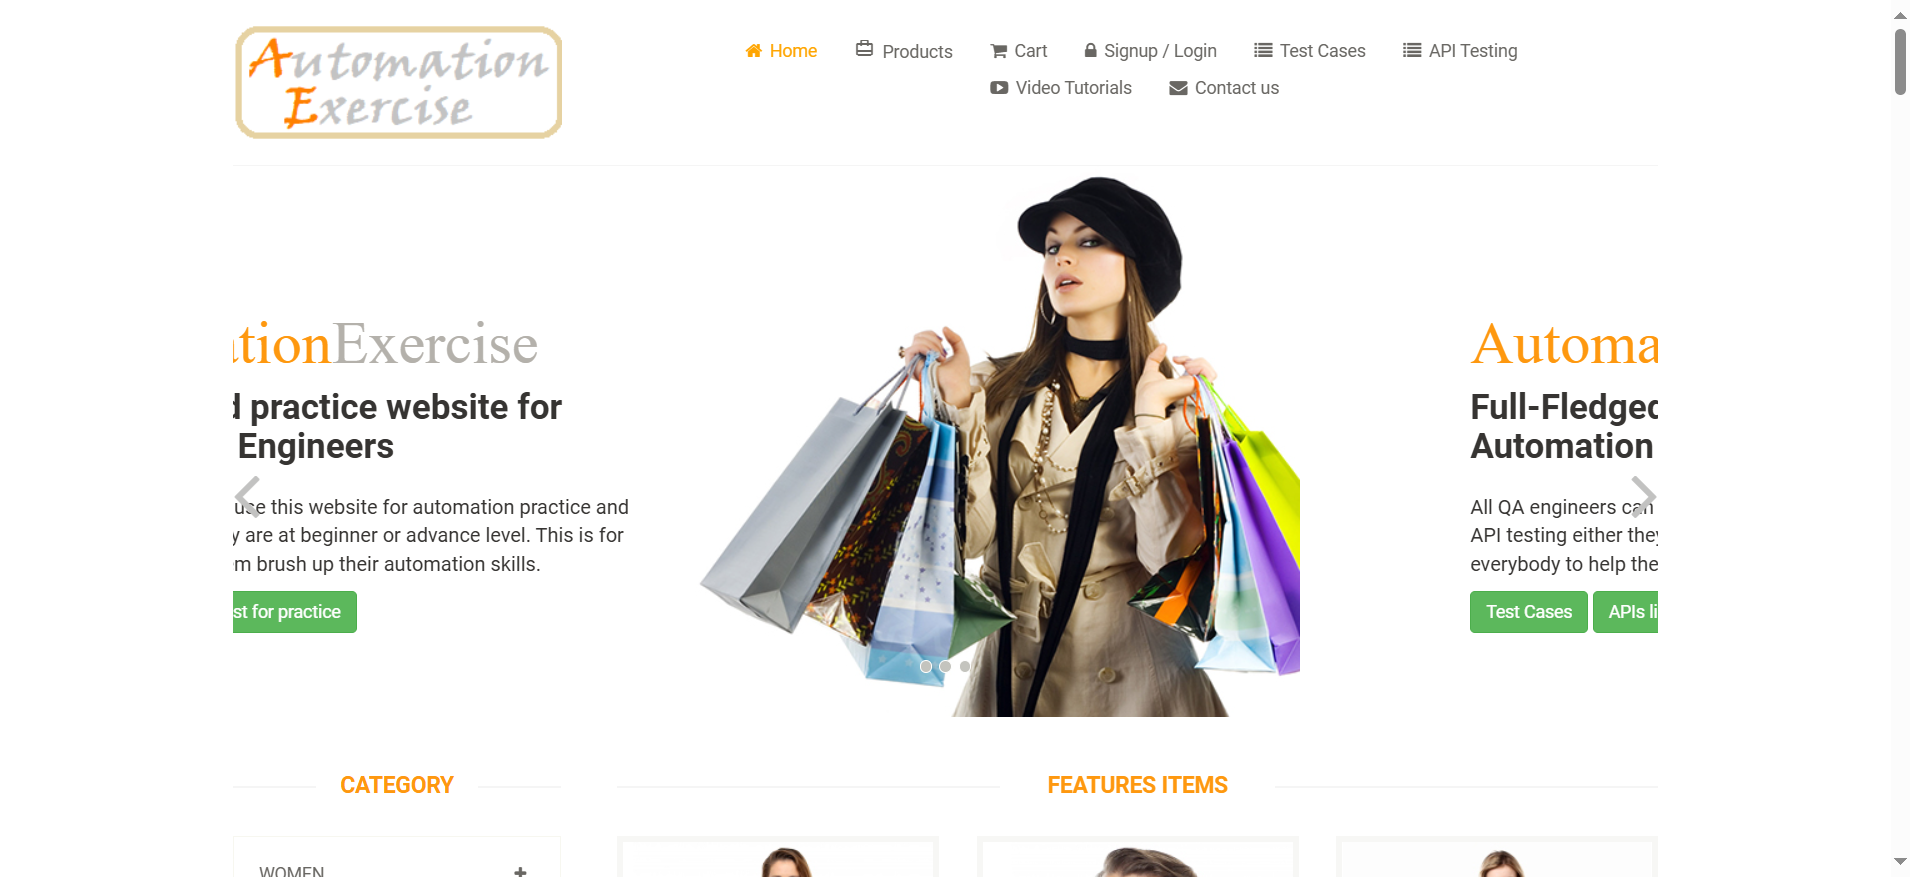 Automation
Exercise
Home
Products
Cart
Signup / Login
Test Cases
API Testing
Video Tutorials
Contact us
tionExercise
practice website for
Engineers
use this website for automation practice and
y are at beginner or advance level. This is for
m brush up their automation skills.
st for practice
Automa
Full-Fledged
Automation
All QA engineers can
API testing either they
everybody to help the
Test Cases
APIs li
CATEGORY
FEATURES ITEMS
WOMEN